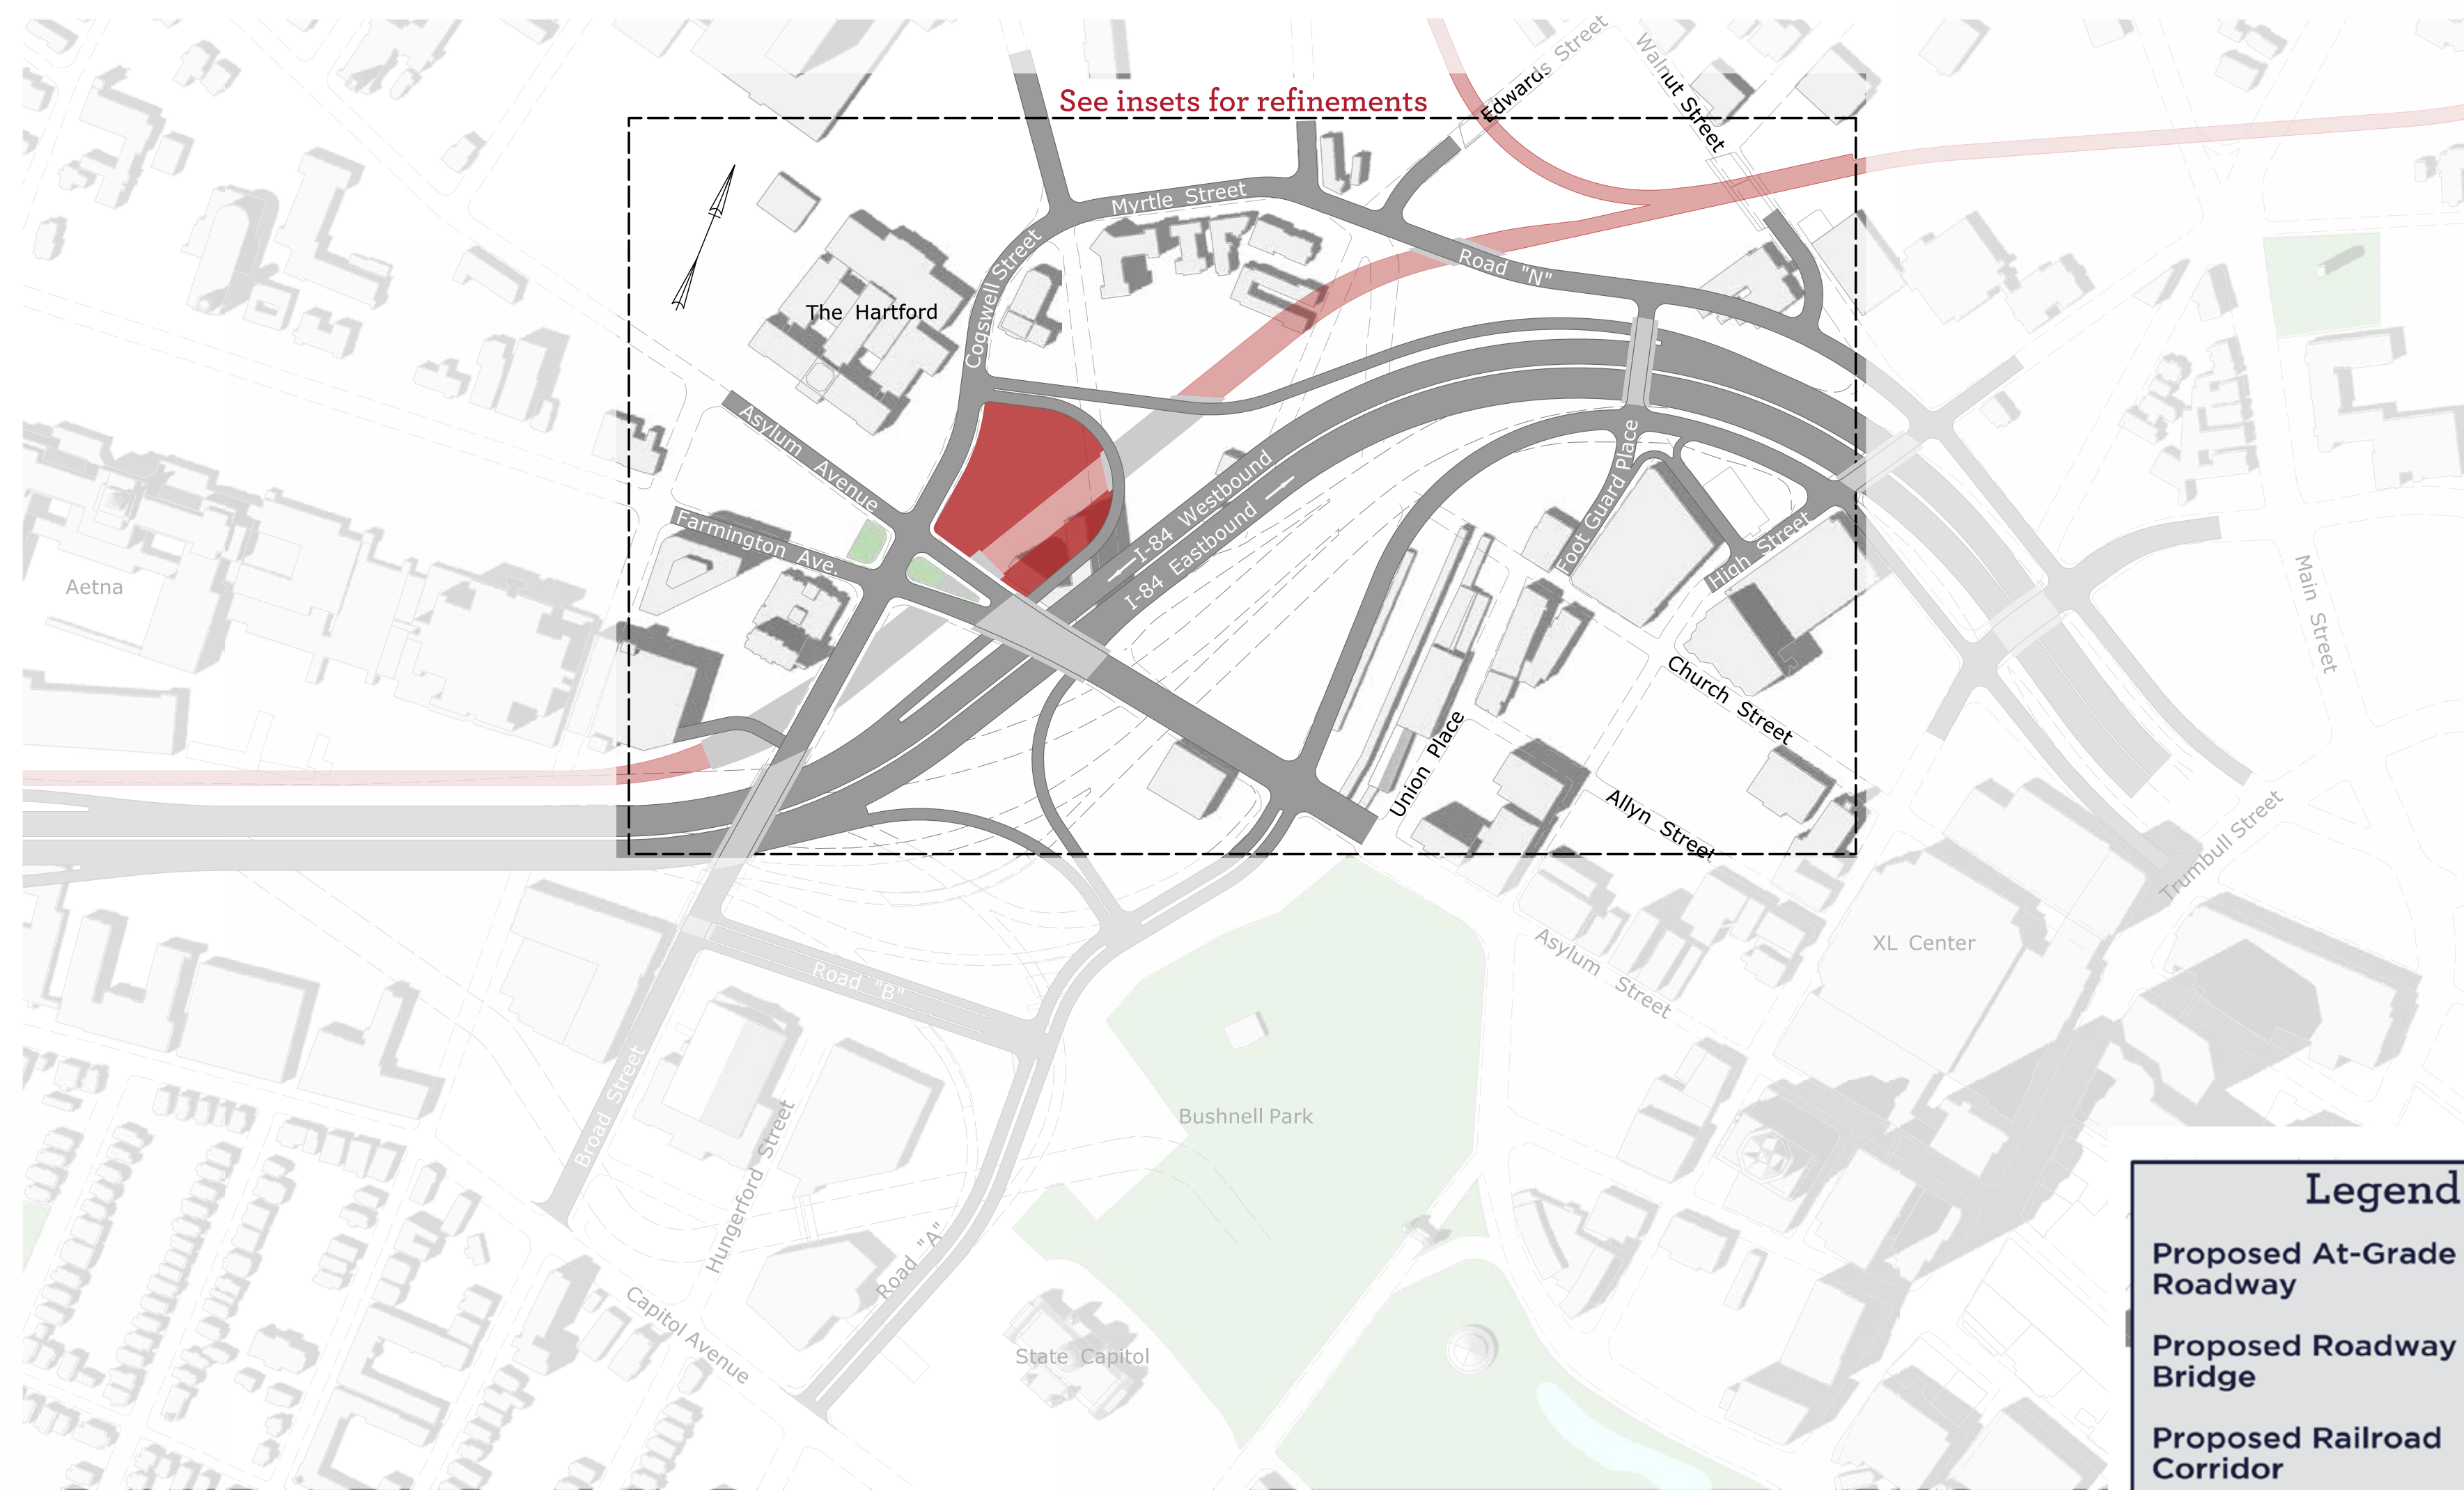 See insets for refinements
Edwards Street
Walnut Street
Myrtle Street
Cogswell Street
Road "N"
The Hartford
Asylum Avenue
Farmington Ave.
I-84 Westbound
I-84 Eastbound
Foot Guard Place
High Street
Aetna
Main Street
Church Street
Union Place
Allyn Street
Trumbull Street
Asylum Street
XL Center
Road "B"
Broad Street
Bushnell Park
Hungerford Street
Road "A"
Capitol Avenue
State Capitol
Legend
Proposed At-Grade
Roadway
Proposed Roadway
Bridge
Proposed Railroad
Corridor